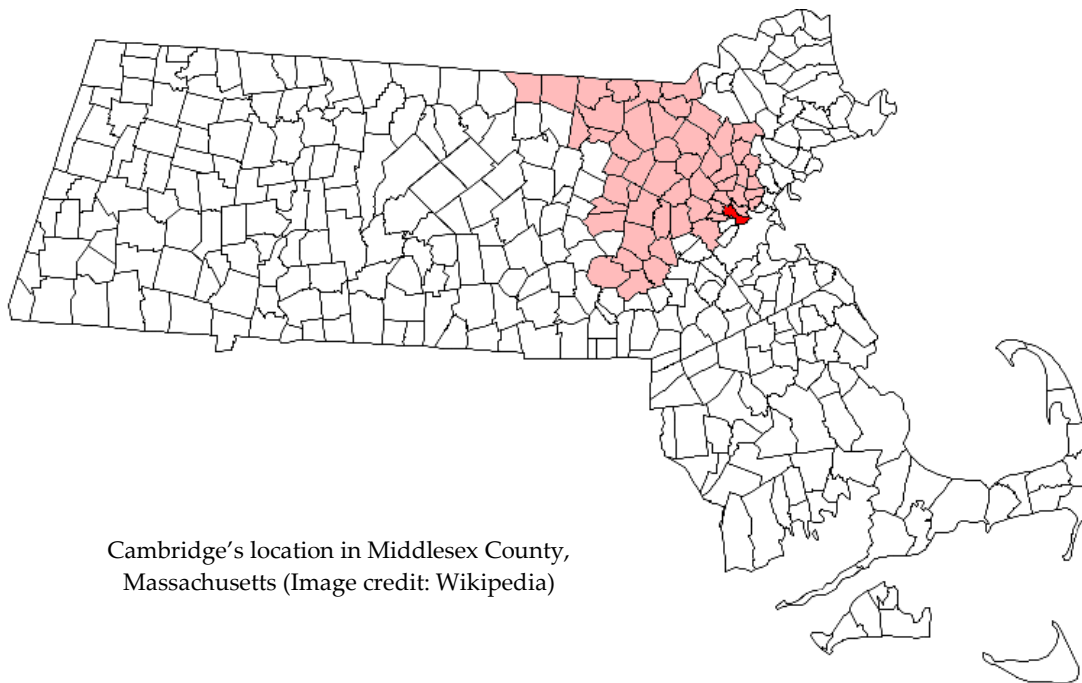 Cambridge’s location in Middlesex County,
Massachusetts (Image credit: Wikipedia)